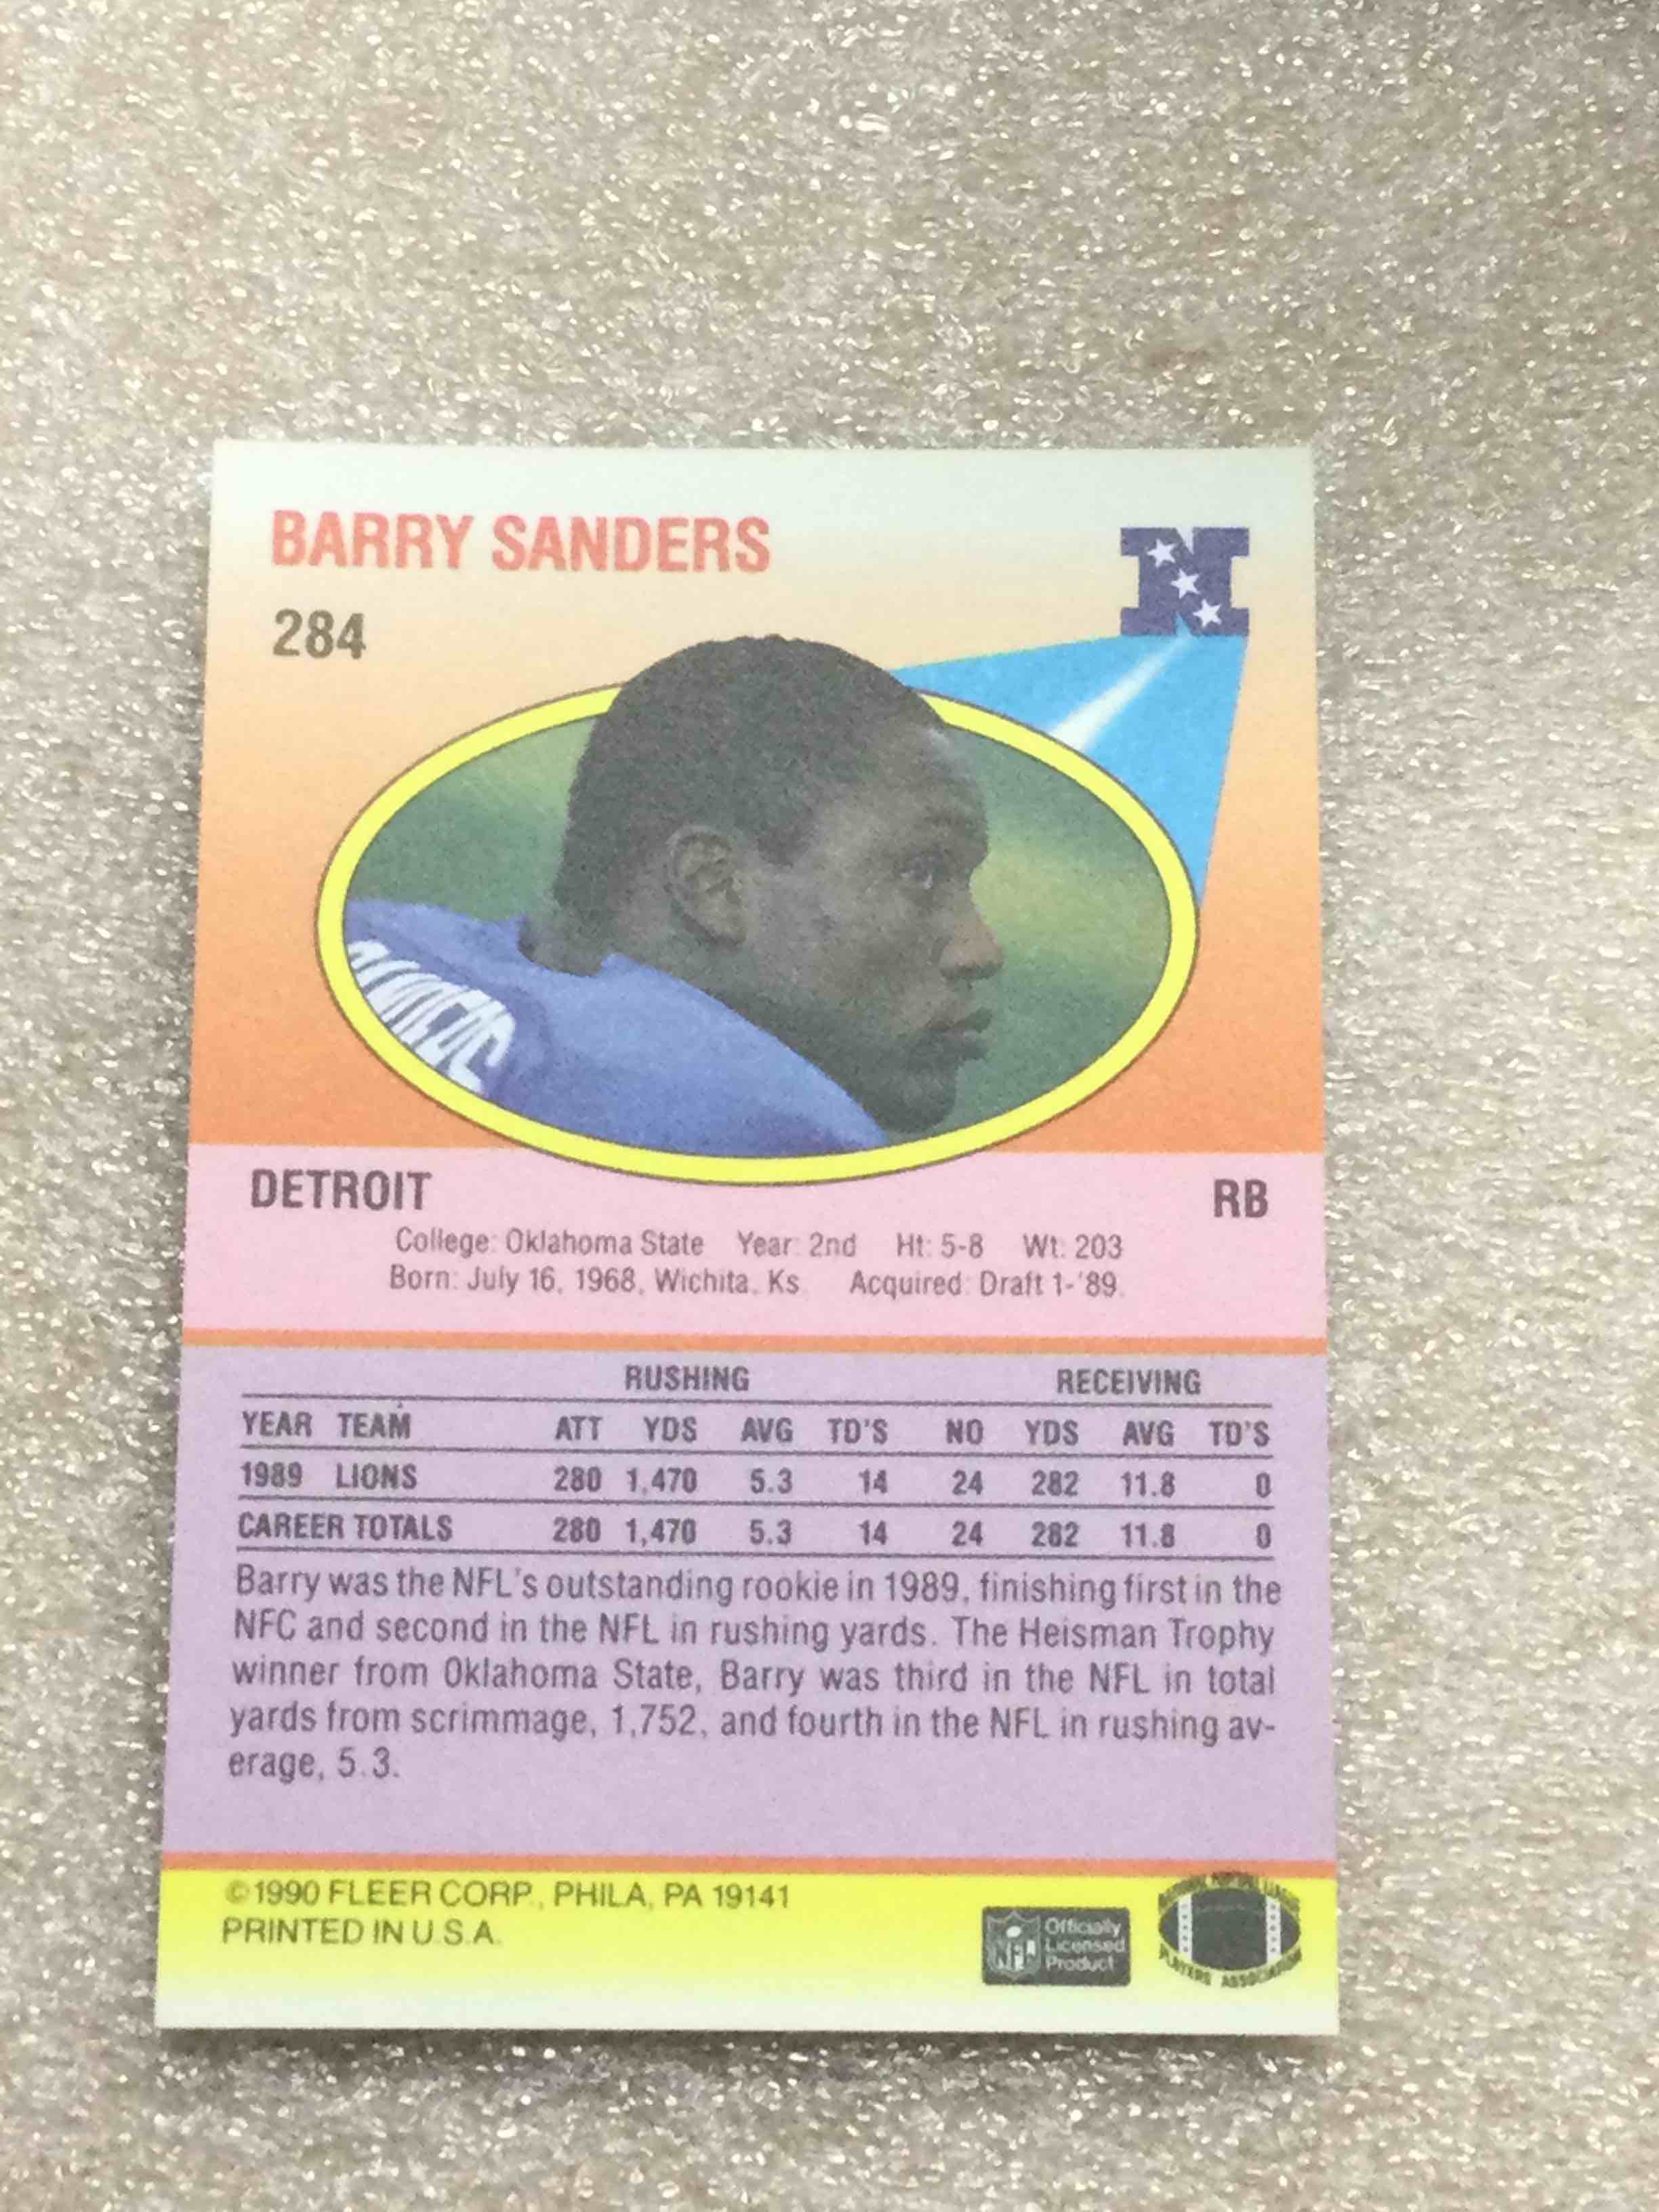 BARRY SANDERS
284
DETROIT RB
College: Oklahoma State Year: 2nd Ht: 5-8 Wt: 203
Born: July 16, 1968, Wichita, Ks Acquired: Draft 1-'89
RUSHING RECEIVING
YEAR TEAM ATT YDS AVG TD'S NO YDS AVG TD'S
1989 LIONS 280 1,470 5.3 14 24 282 11.8 0
CAREER TOTALS 280 1,470 5.3 14 24 282 11.8 0
Barry was the NFL's outstanding rookie in 1989, finishing first in the
NFC and second in the NFL in rushing yards. The Heisman Trophy
winner from Oklahoma State, Barry was third in the NFL in total
yards from scrimmage, 1,752, and fourth in the NFL in rushing av-
erage, 5.3.
©1990 FLEER CORP., PHILA, PA 19141
PRINTED IN U.S.A.
NFL
Officially
Licensed
Product
NATIONAL FOOTBALL LEAGUE
PLAYERS ASSOCIATION